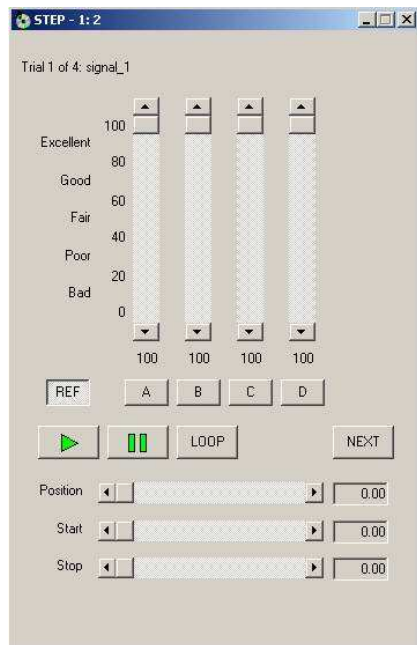 STEP - 1: 2
Trial 1 of 4: signal_1
100
Excellent
80
Good
60
Fair
40
Poor
20
Bad
0
100 100 100 100
REF A B C D
LOOP NEXT
Position 0.00
Start 0.00
Stop 0.00